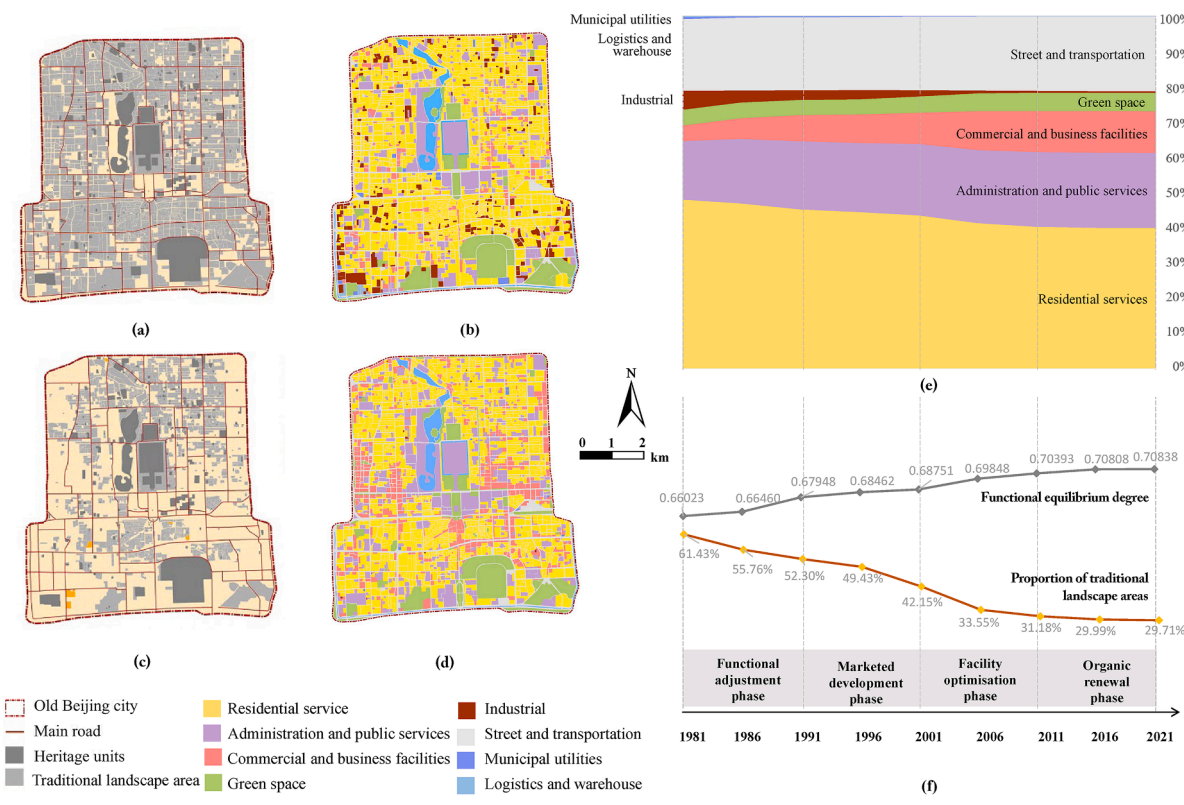 (a)
(b)
(c)
(d)
N
0 1 2
km
Municipal utilities
Logistics and
warehouse
Industrial
Street and transportation
Green space
Commercial and business facilities
Administration and public services
Residential services
100%
90%
80%
70%
60%
50%
40%
30%
20%
10%
0%
(e)
0.66023
0.66460
0.67948
0.68462
0.68751
0.69848
0.70393
0.70808
0.70838
Functional equilibrium degree
61.43%
55.76%
52.30%
49.43%
42.15%
33.55%
31.18%
29.99%
29.71%
Proportion of traditional
landscape areas
Functional
adjustment
phase
Marketed
development
phase
Facility
optimisation
phase
Organic
renewal
phase
1981 1986 1991 1996 2001 2006 2011 2016 2021
(f)
Old Beijing city
Main road
Heritage units
Traditional landscape area
Residential service
Administration and public services
Commercial and business facilities
Green space
Industrial
Street and transportation
Municipal utilities
Logistics and warehouse